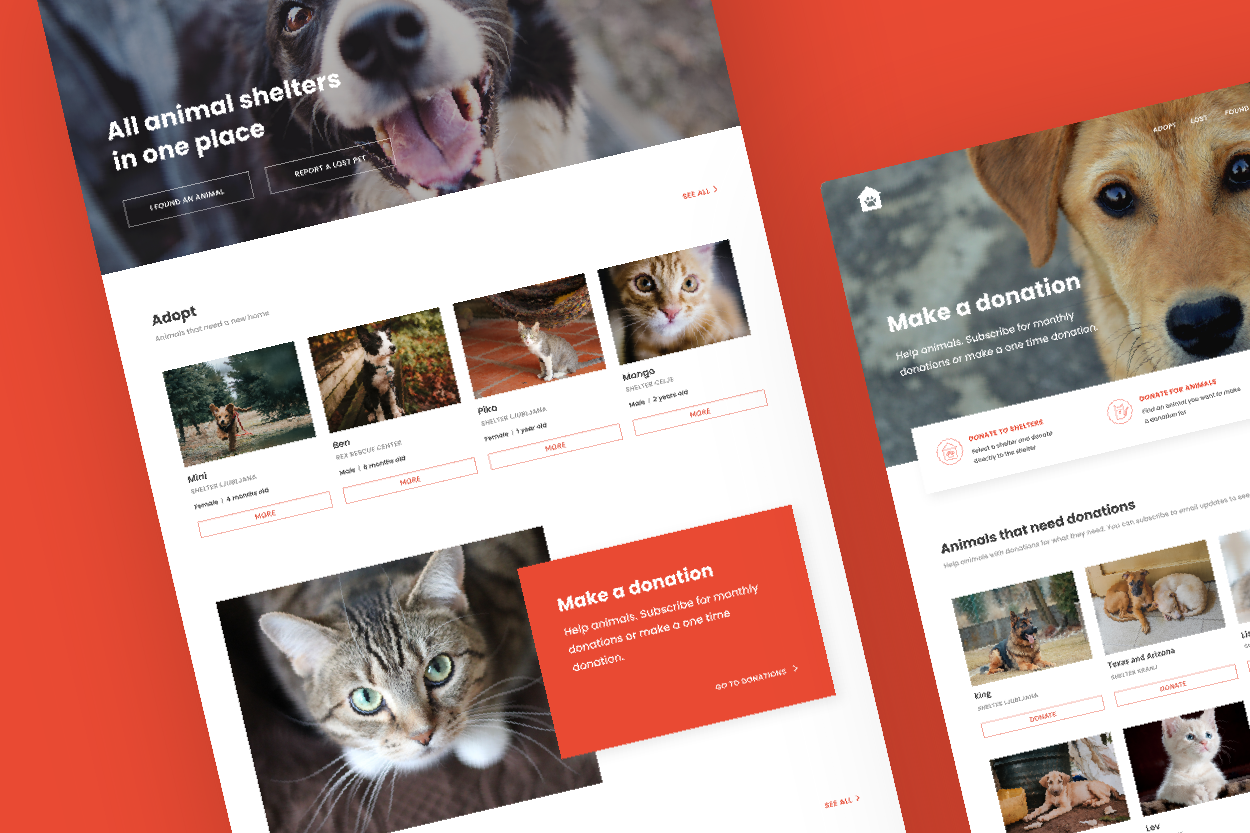 All animal shelters
in one place
I FOUND AN ANIMAL
REPORT A LOST PET
SEE ALL
Adopt
Animals that need a new home
Mini
SHELTER LJUBLJANA
Female | 4 months old
MORE
Ben
REX RESCUE CENTER
Male | 8 months old
MORE
Pika
SHELTER LJUBLJANA
Female | 1 year old
MORE
Mango
SHELTER CELJE
Male | 2 years old
MORE
Make a donation
Help animals. Subscribe for monthly
donations or make a one time
donation.
GO TO DONATIONS
SEE ALL
ADOPT LOST FOUND
Make a donation
Help animals. Subscribe for monthly
donations or make a one time donation.
DONATE TO SHELTERS
Select a shelter and donate
directly to the shelter
DONATE FOR ANIMALS
Find an animal you want to make
a donation for
Animals that need donations
Help animals with donations for what they need. You can subscribe to email updates to see
King
SHELTER LJUBLJANA
DONATE
Texas and Arizona
SHELTER KRANJ
DONATE
Lev